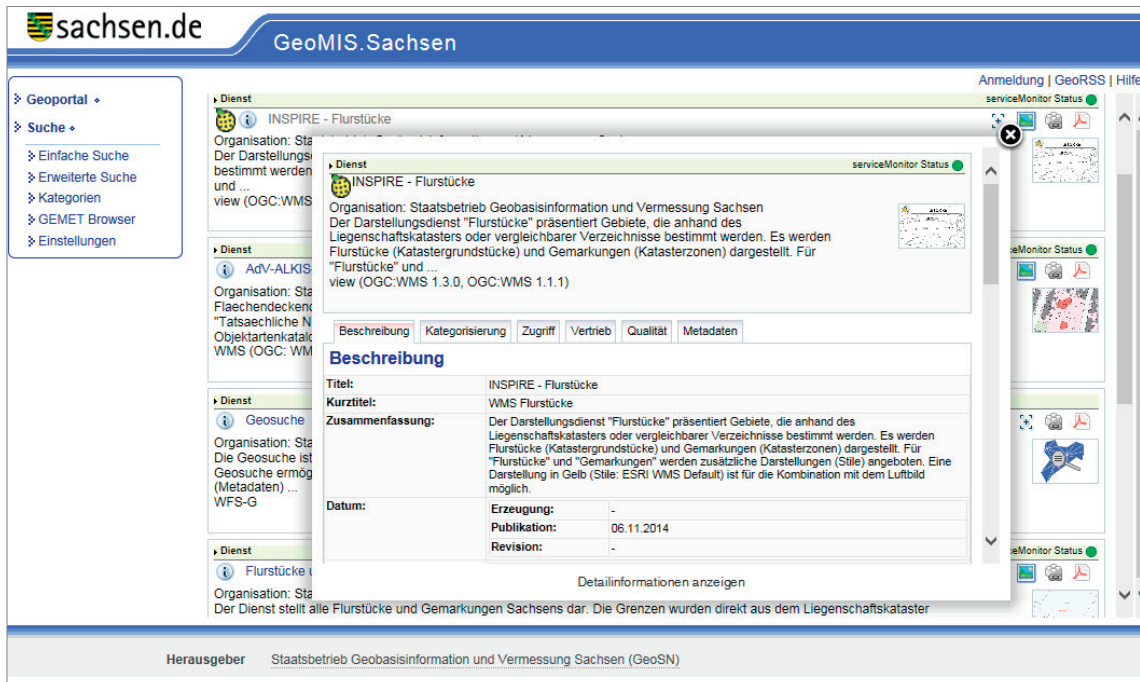 sachsen.de
GeoMIS.Sachsen
Anmeldung | GeoRSS | Hilfe
Geoportal
Suche
Einfache Suche
Erweiterte Suche
Kategorien
GEMET Browser
Einstellungen
Dienst
serviceMonitor Status
INSPIRE - Flurstücke
Organisation: Sta
Der Darstellungs
bestimmt werden
und ...
view (OGC:WMS
Dienst
AdV-ALKIS
Organisation: Sta
Flaechendecken
"Tatsaechliche N
Objektartenkatal
WMS (OGC: WM
eMonitor Status
Dienst
Geosuche
Organisation: Sta
Die Geosuche ist
Geosuche ermög
(Metadaten) ...
WFS-G
Dienst
eMonitor Status
Flurstücke u
Organisation: Sta
Der Dienst stellt alle Flurstücke und Gemarkungen Sachsens dar. Die Grenzen wurden direkt aus dem Liegenschaftskataster
Dienst
serviceMonitor Status
INSPIRE - Flurstücke
Organisation: Staatsbetrieb Geobasisinformation und Vermessung Sachsen
Der Darstellungsdienst "Flurstücke" präsentiert Gebiete, die anhand des
Liegenschaftskatasters oder vergleichbarer Verzeichnisse bestimmt werden. Es werden
Flurstücke (Katastergrundstücke) und Gemarkungen (Katasterzonen) dargestellt. Für
"Flurstücke" und ...
view (OGC:WMS 1.3.0, OGC:WMS 1.1.1)
Beschreibung Kategorisierung Zugriff Vertrieb Qualität Metadaten
Beschreibung
Titel: INSPIRE - Flurstücke
Kurztitel: WMS Flurstücke
Zusammenfassung: Der Darstellungsdienst "Flurstücke" präsentiert Gebiete, die anhand des
Liegenschaftskatasters oder vergleichbarer Verzeichnisse bestimmt werden. Es werden
Flurstücke (Katastergrundstücke) und Gemarkungen (Katasterzonen) dargestellt. Für
"Flurstücke" und "Gemarkungen" werden zusätzliche Darstellungen (Stile) angeboten. Eine
Darstellung in Gelb (Stile: ESRI WMS Default) ist für die Kombination mit dem Luftbild
möglich.
Datum: Erzeugung: -
Publikation: 06.11.2014
Revision: -
Detailinformationen anzeigen
Herausgeber Staatsbetrieb Geobasisinformation und Vermessung Sachsen (GeoSN)